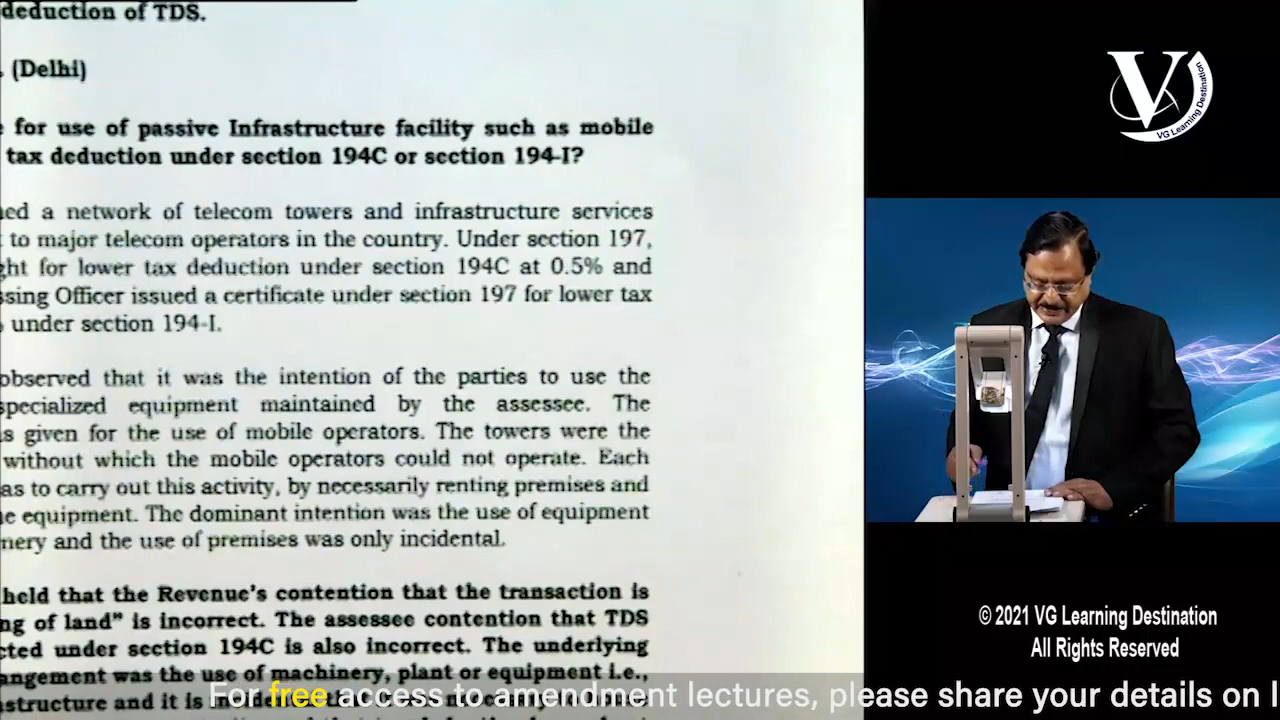 deduction of TDS.
. (Delhi)
for use of passive Infrastructure facility such as mobile
tax deduction under section 194C or section 194-I?
ned a network of telecom towers and infrastructure services
t to major telecom operators in the country. Under section 197,
ght for lower tax deduction under section 194C at 0.5% and
ssing Officer issued a certificate under section 197 for lower tax
under section 194-I.
observed that it was the intention of the parties to use the
specialized equipment maintained by the assessee. The
s given for the use of mobile operators. The towers were the
without which the mobile operators could not operate. Each
as to carry out this activity, by necessarily renting premises and
e equipment. The dominant intention was the use of equipment
nery and the use of premises was only incidental.
held that the Revenue's contention that the transaction is
ng of land" is incorrect. The assessee contention that TDS
cted under section 194C is also incorrect. The underlying
angement was the use of machinery, plant or equipment i.e.,
astructure and it is
V
VG Learning Destination
© 2021 VG Learning Destination
All Rights Reserved
For free access to amendment lectures, please share your details on